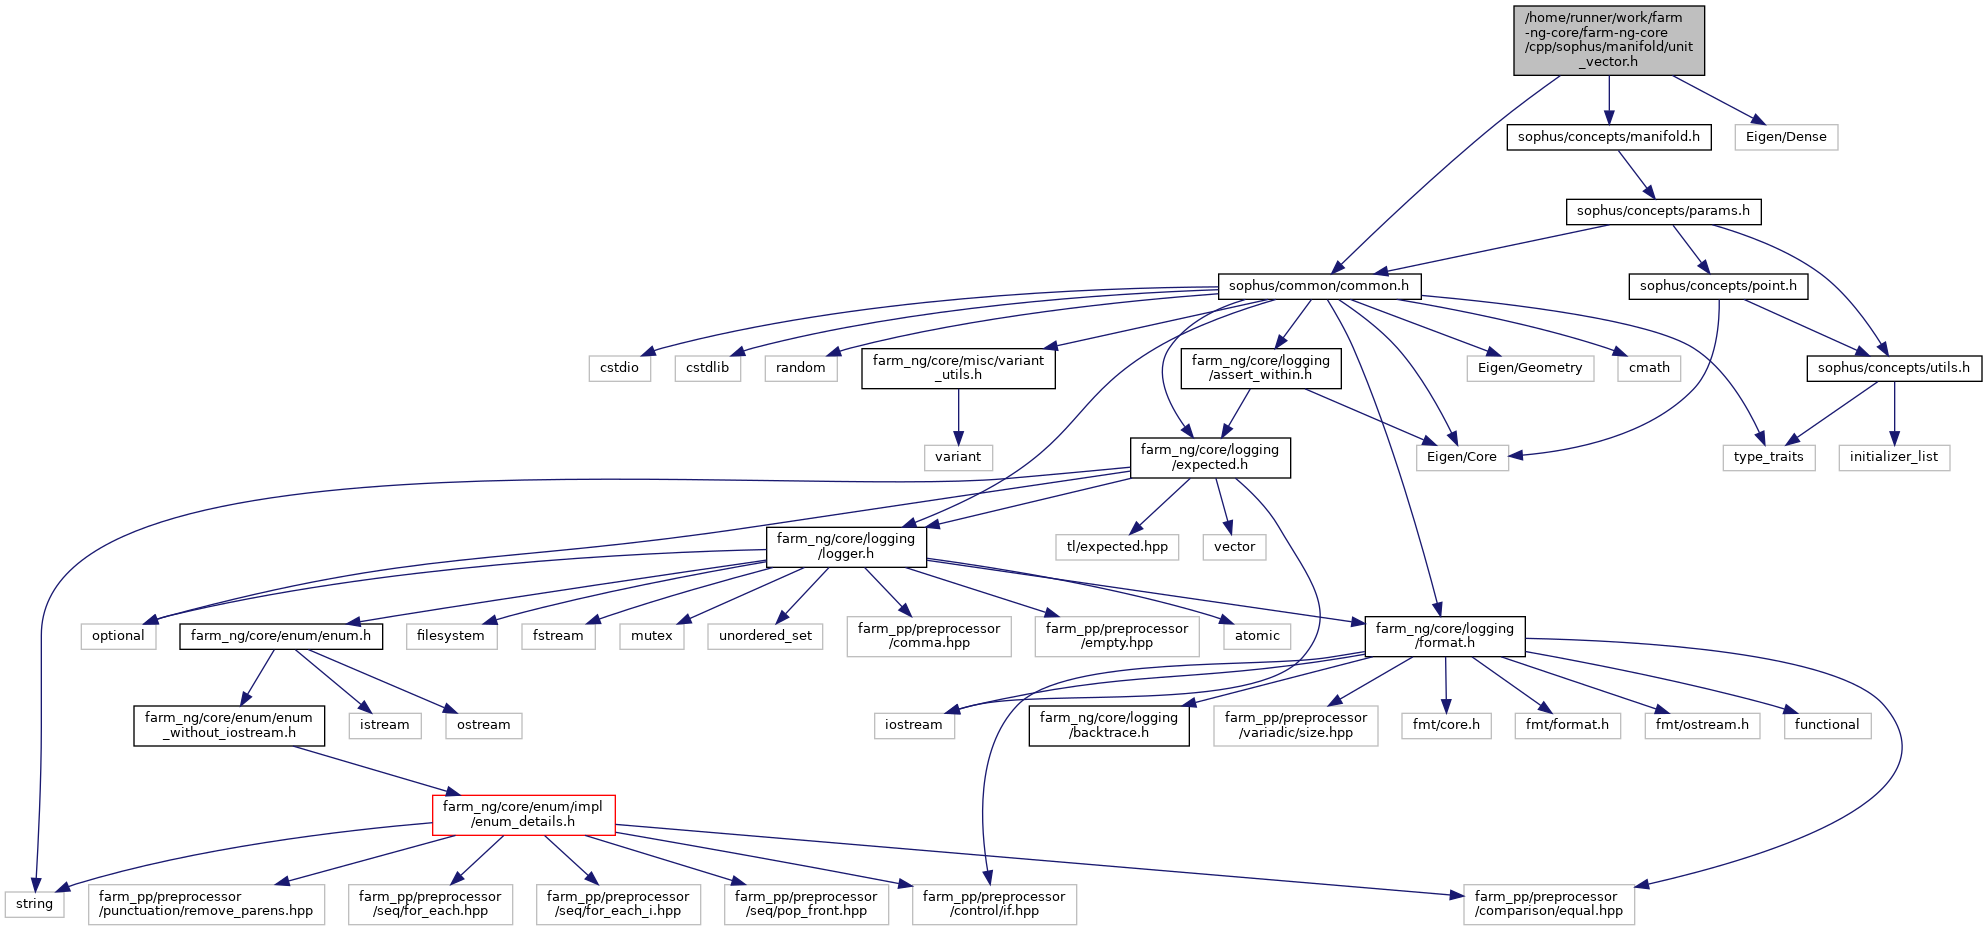 /home/runner/work/farm
-ng-core/farm-ng-core
/cpp/sophus/manifold/unit
_vector.h
sophus/concepts/manifold.h
Eigen/Dense
sophus/concepts/params.h
sophus/common/common.h
sophus/concepts/point.h
cstdio
cstdlib
random
farm_ng/core/misc/variant
_utils.h
farm_ng/core/logging
/assert_within.h
Eigen/Geometry
cmath
sophus/concepts/utils.h
variant
farm_ng/core/logging
/expected.h
Eigen/Core
type_traits
initializer_list
farm_ng/core/logging
/logger.h
tl/expected.hpp
vector
optional
farm_ng/core/enum/enum.h
filesystem
fstream
mutex
unordered_set
farm_pp/preprocessor
/comma.hpp
farm_pp/preprocessor
/empty.hpp
atomic
farm_ng/core/logging
/format.h
farm_ng/core/enum/enum
_without_iostream.h
istream
ostream
iostream
farm_ng/core/logging
/backtrace.h
farm_pp/preprocessor
/variadic/size.hpp
fmt/core.h
fmt/format.h
fmt/ostream.h
functional
farm_ng/core/enum/impl
/enum_details.h
string
farm_pp/preprocessor
/punctuation/remove_parens.hpp
farm_pp/preprocessor
/seq/for_each.hpp
farm_pp/preprocessor
/seq/for_each_i.hpp
farm_pp/preprocessor
/seq/pop_front.hpp
farm_pp/preprocessor
/control/if.hpp
farm_pp/preprocessor
/comparison/equal.hpp